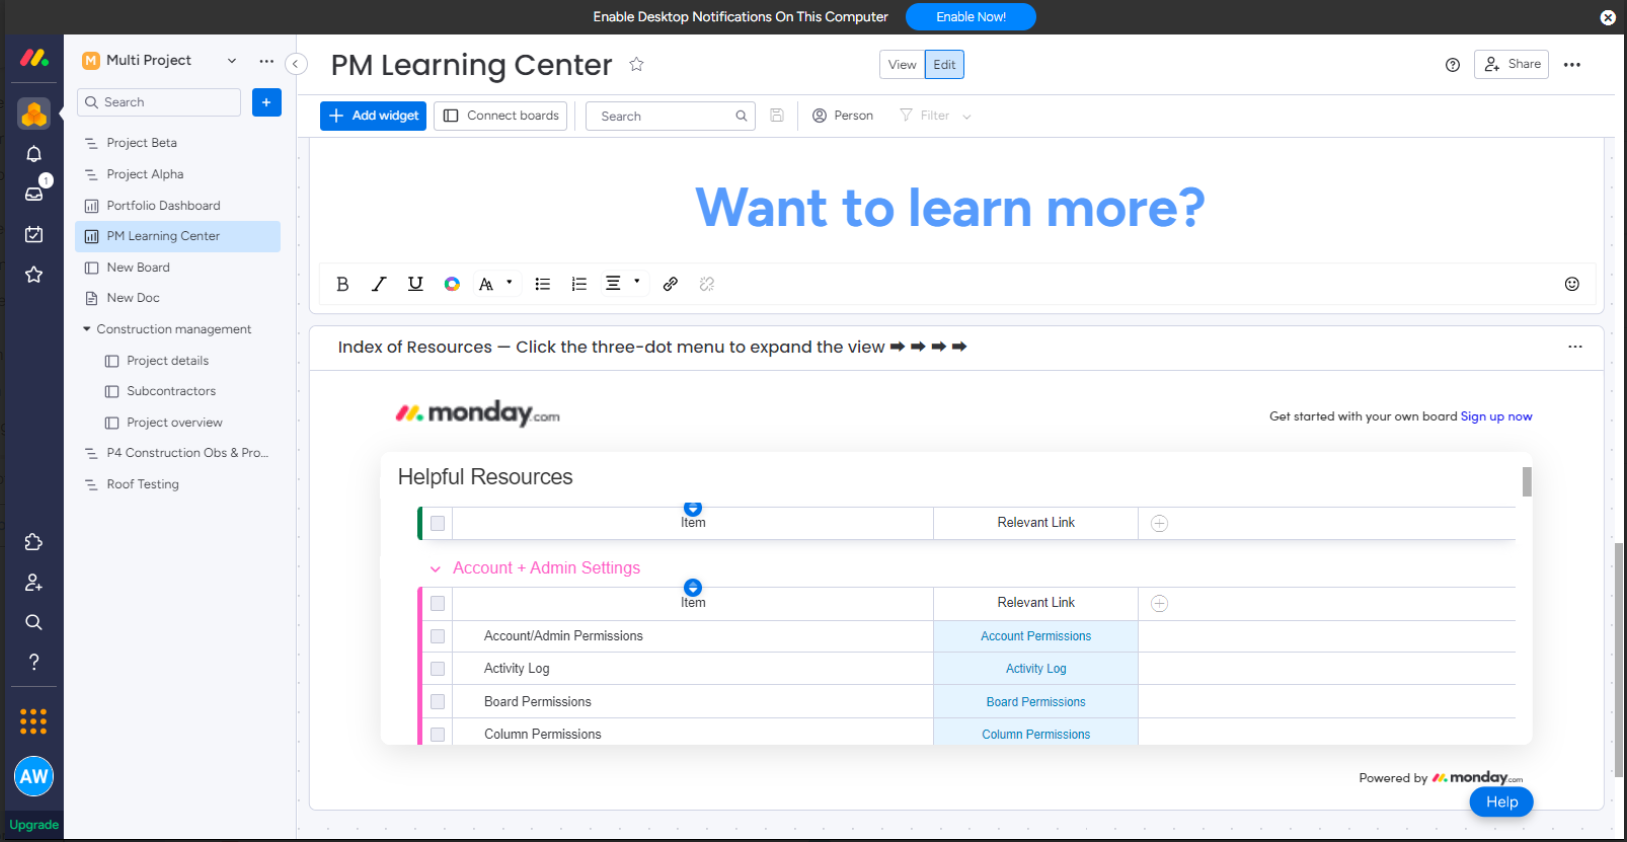 Enable Desktop Notifications On This Computer Enable Now!
M Multi Project
Search
Project Beta
Project Alpha
Portfolio Dashboard
PM Learning Center
New Board
New Doc
Construction management
Project details
Subcontractors
Project overview
P4 Construction Obs & Pro...
Roof Testing
1
AW
Upgrade
PM Learning Center
View Edit
Share
Add widget Connect boards Search Person Filter
Want to learn more?
Index of Resources — Click the three-dot menu to expand the view ➡ ➡ ➡ ➡
monday.com
Get started with your own board Sign up now
Helpful Resources
Item Relevant Link
Account + Admin Settings
Item Relevant Link
Account/Admin Permissions Account Permissions
Activity Log Activity Log
Board Permissions Board Permissions
Column Permissions Column Permissions
Powered by monday.com
Help